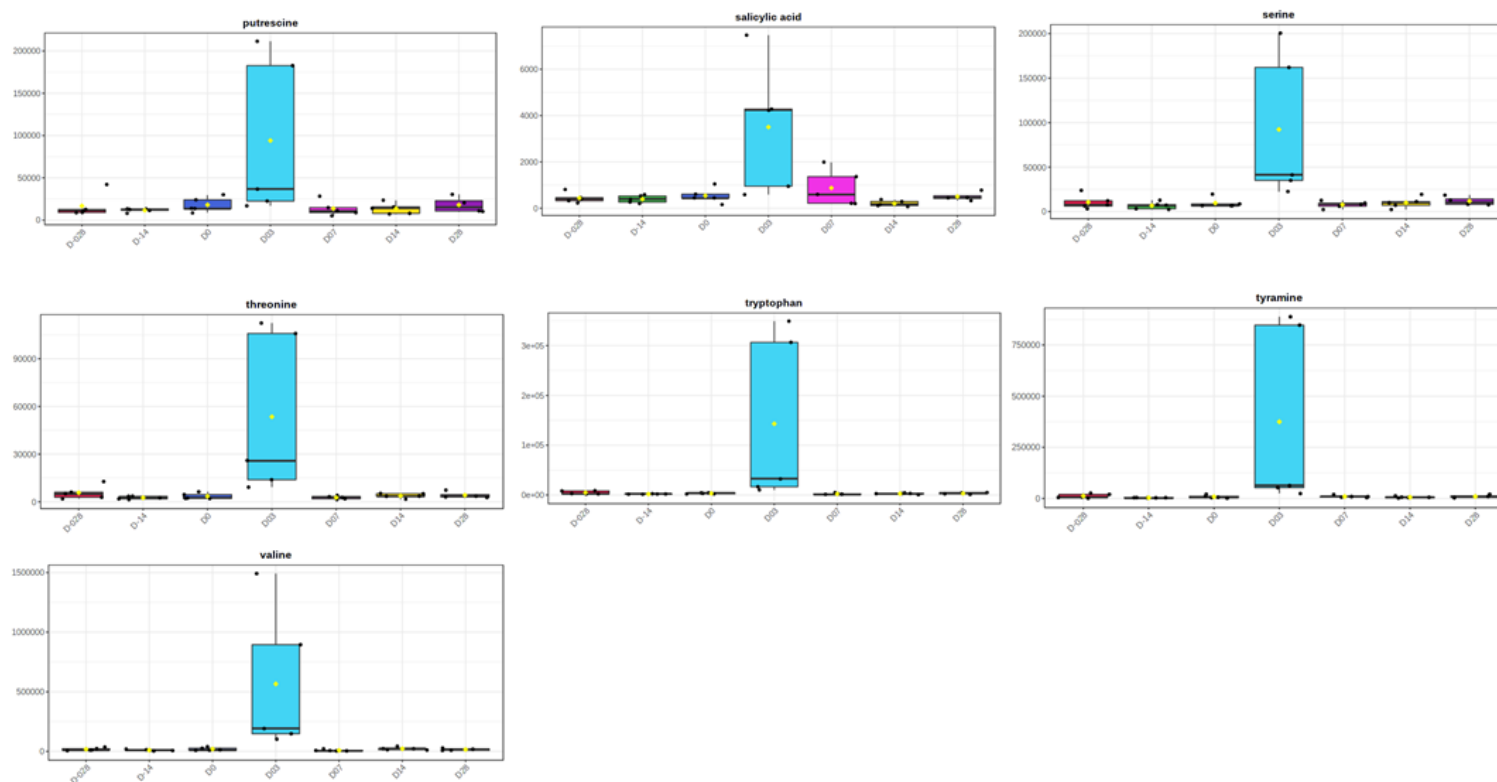 putrescine
200000
150000
100000
50000
0
D-028
D-14
D0
D03
D07
D14
D28
salicylic acid
6000
4000
2000
0
D-028
D-14
D0
D03
D07
D14
D28
serine
200000
150000
100000
50000
0
D-028
D-14
D0
D03
D07
D14
D28
threonine
90000
60000
30000
0
D-028
D-14
D0
D03
D07
D14
D28
tryptophan
3e+05
2e+05
1e+05
0e+00
D-028
D-14
D0
D03
D07
D14
D28
tyramine
750000
500000
250000
0
D-028
D-14
D0
D03
D07
D14
D28
valine
1500000
1000000
500000
0
D-028
D-14
D0
D03
D07
D14
D28